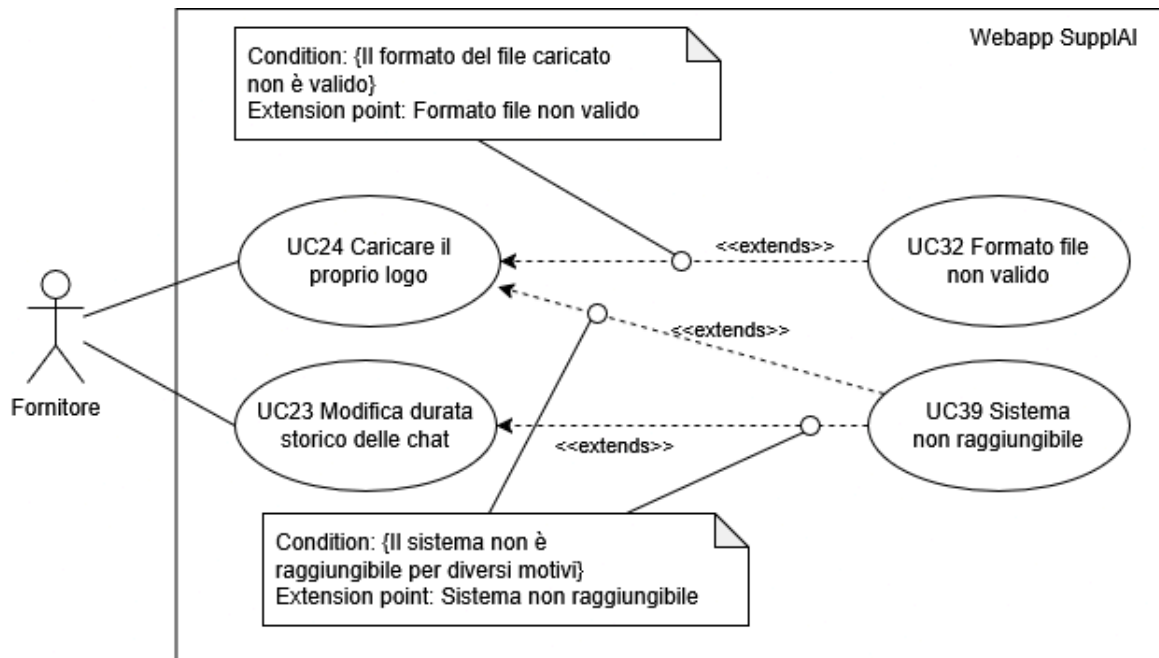 Webapp SupplAI
Condition: {Il formato del file caricato
non è valido}
Extension point: Formato file non valido
UC24 Caricare il
proprio logo
<<extends>>
UC32 Formato file
non valido
<<extends>>
Fornitore
UC23 Modifica durata
storico delle chat
<<extends>>
UC39 Sistema
non raggiungibile
Condition: {Il sistema non è
raggiungibile per diversi motivi}
Extension point: Sistema non raggiungibile